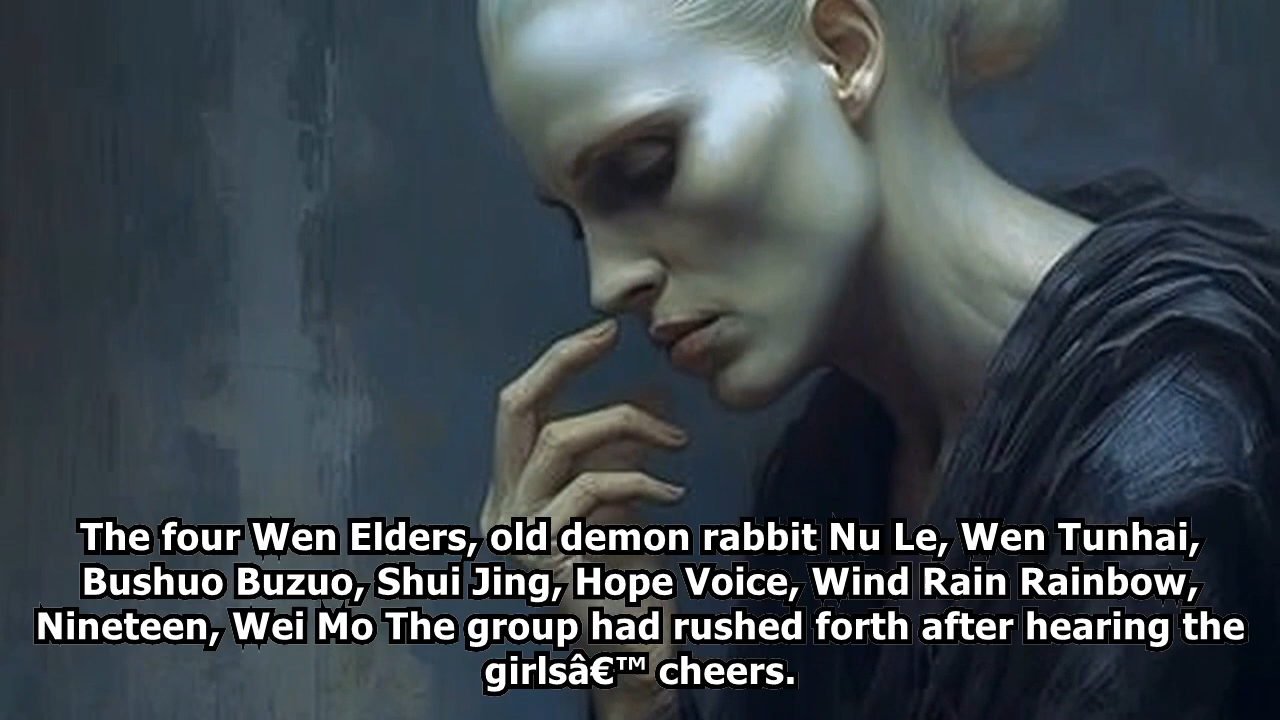 The four Wen Elders, old demon rabbit Nu Le, Wen Tunhai,
Bushuo Buzuo, Shui Jing, Hope Voice, Wind Rain Rainbow,
Nineteen, Wei Mo The group had rushed forth after hearing the
girlsâ€™ cheers.